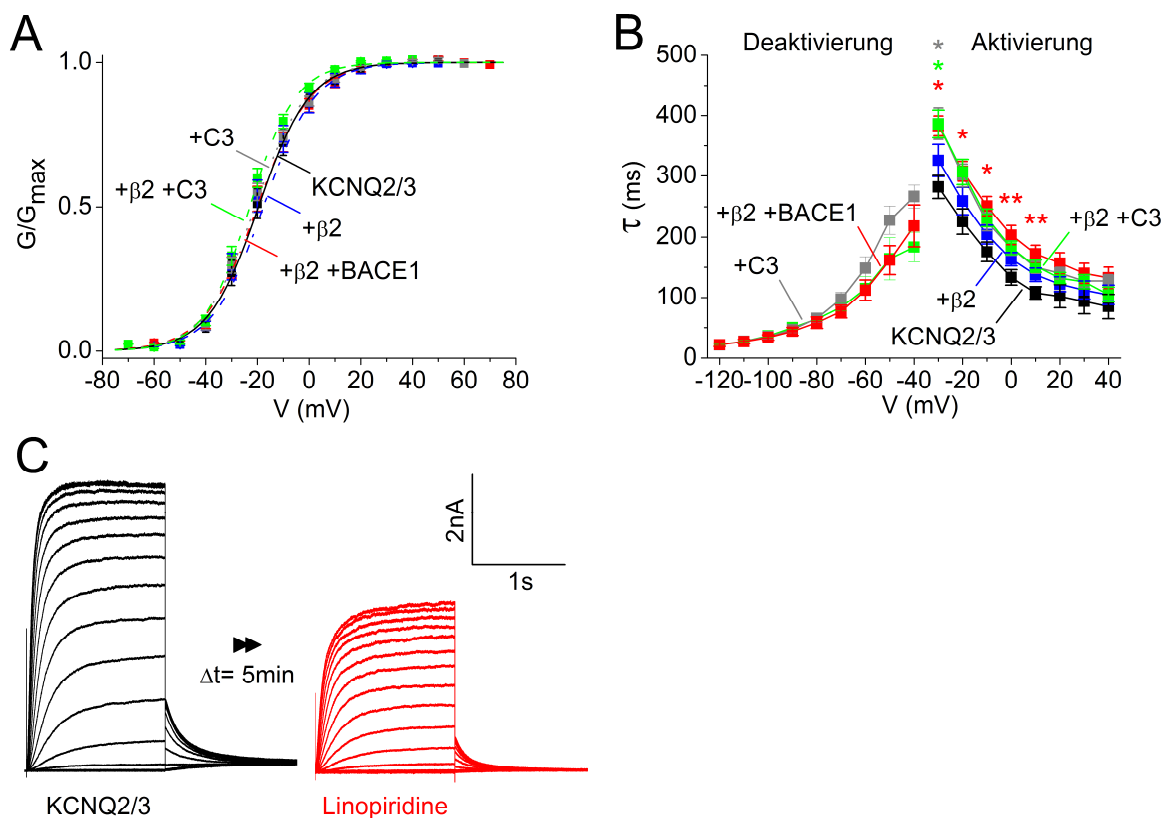 A
G/Gmax
1.0
0.5
0.0
-80 -60 -40 -20 0 20 40 60 80
V (mV)
+C3
+β2 +C3
KCNQ2/3
+β2
+β2 +BACE1
B
τ (ms)
500
400
300
200
100
0
-120 -100 -80 -60 -40 -20 0 20 40
V (mV)
Deaktivierung
Aktivierung
*
*
*
*
*
**
**
+β2 +BACE1
+C3
+β2 +C3
+β2
KCNQ2/3
C
2nA
1s
Δt= 5min
KCNQ2/3
Linopiridine